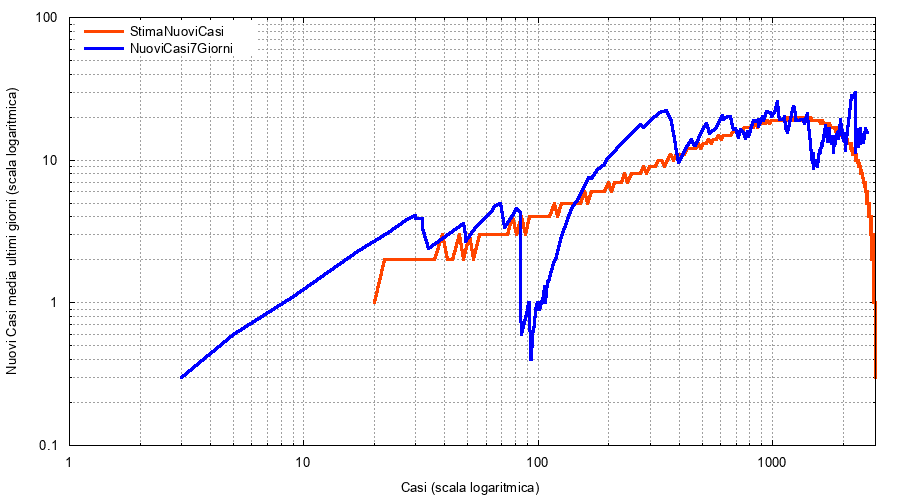 100
10
1
0.1
1
10
100
1000
StimaNuoviCasi
NuoviCasi7Giorni
Nuovi Casi media ultimi giorni (scala logaritmica)
Casi (scala logaritmica)